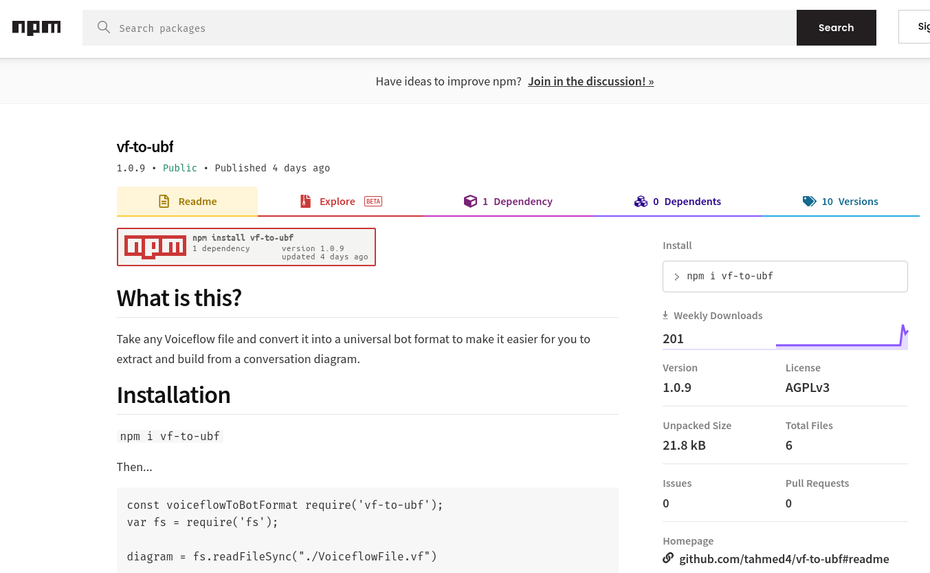 npm
Search packages
Search
Sig
Have ideas to improve npm? Join in the discussion! »
vf-to-ubf
1.0.9 • Public • Published 4 days ago
Readme
Explore BETA
1 Dependency
0 Dependents
10 Versions
npm
npm install vf-to-ubf
1 dependency version 1.0.9
updated 4 days ago
What is this?
Take any Voiceflow file and convert it into a universal bot format to make it easier for you to
extract and build from a conversation diagram.
Installation
npm i vf-to-ubf
Then...
const voiceflowToBotFormat require('vf-to-ubf');
var fs = require('fs');
diagram = fs.readFileSync("./VoiceflowFile.vf")
Install
npm i vf-to-ubf
Weekly Downloads
201
Version License
1.0.9 AGPLv3
Unpacked Size Total Files
21.8 kB 6
Issues Pull Requests
0 0
Homepage
github.com/tahmed4/vf-to-ubf#readme